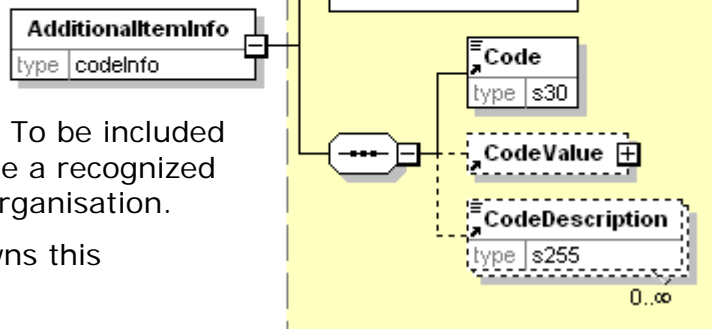 AdditionalItemInfo
type codeInfo
To be included
e a recognized
rganisation.
ns this
Code
type s30
CodeValue
CodeDescription
type s255
0..∞